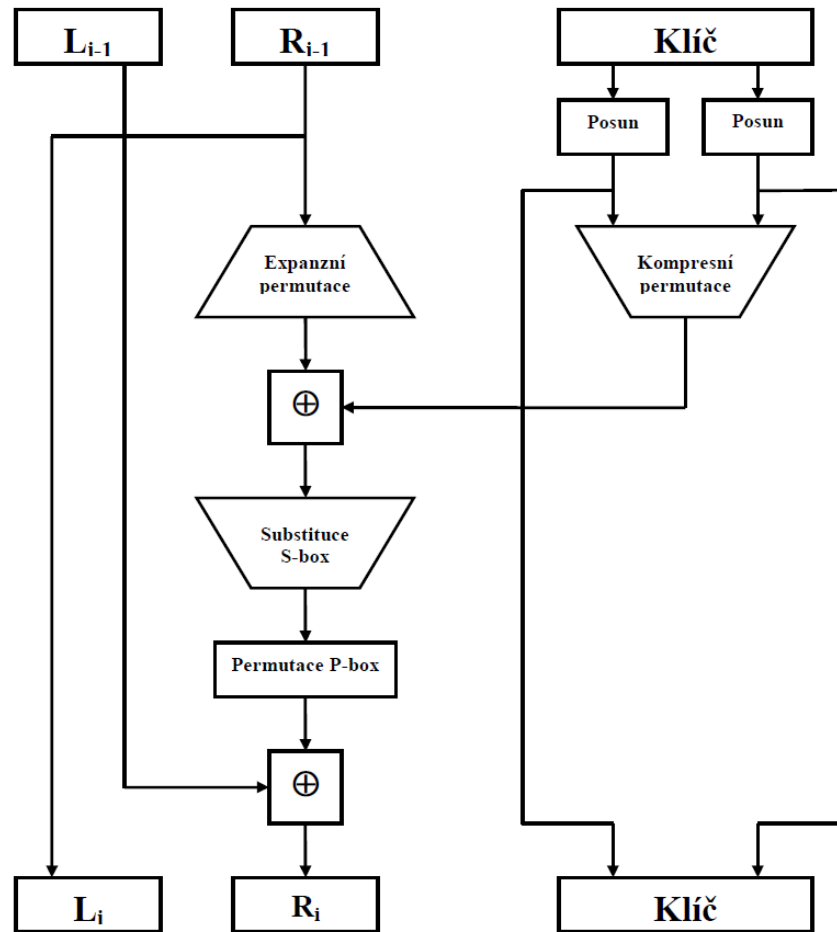 Lᵢ₋₁
Rᵢ₋₁
Klíč
Posun
Posun
Expanzní
permutace
Kompresní
permutace
⊕
Substituce
S-box
Permutace P-box
⊕
Lᵢ
Rᵢ
Klíč